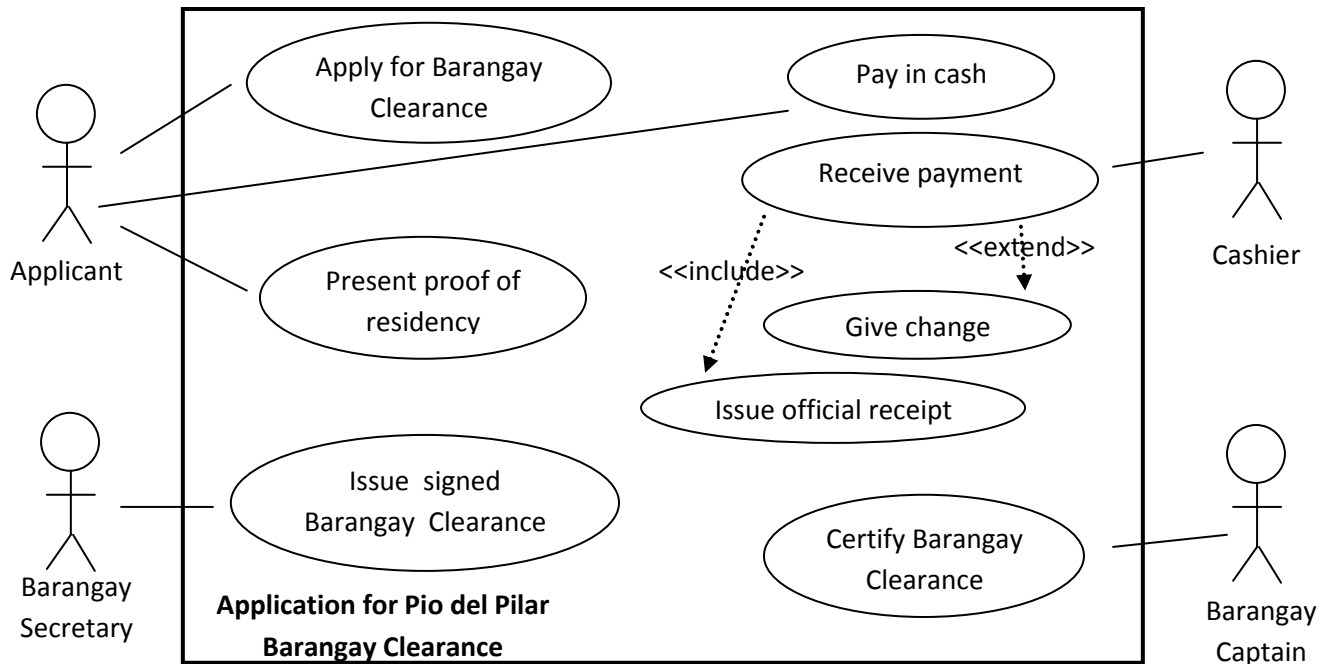 Apply for Barangay
Clearance
Pay in cash
Receive payment
<<extend>>
<<include>>
Applicant
Cashier
Present proof of
residency
Give change
Issue official receipt
Issue signed
Barangay Clearance
Certify Barangay
Clearance
Barangay
Secretary
Application for Pio del Pilar
Barangay Clearance
Barangay
Captain